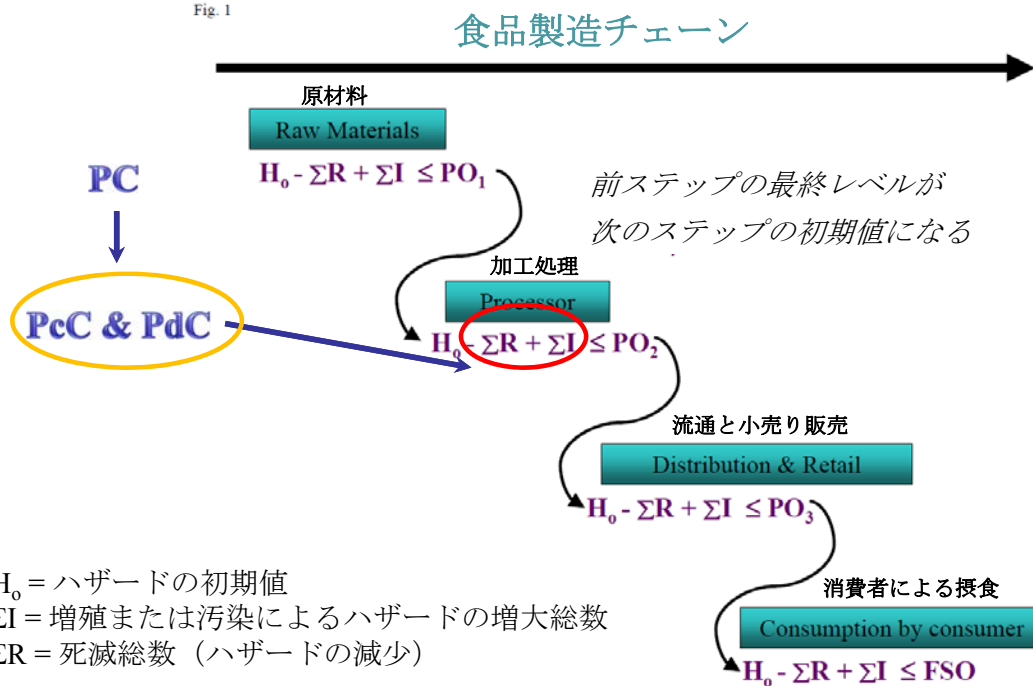 Fig. 1
食品製造チェーン
原材料
Raw Materials
Hₒ - ΣR + ΣI ≤ PO₁
PC
前ステップの最終レベルが
次のステップの初期値になる
加工処理
Processor
PcC & PdC
Hₒ - ΣR + ΣI ≤ PO₂
流通と小売り販売
Distribution & Retail
Hₒ - ΣR + ΣI ≤ PO₃
Hₒ = ハザードの初期値
ΣI = 増殖または汚染によるハザードの増大総数
ΣR = 死滅総数（ハザードの減少）
消費者による摂食
Consumption by consumer
Hₒ - ΣR + ΣI ≤ FSO